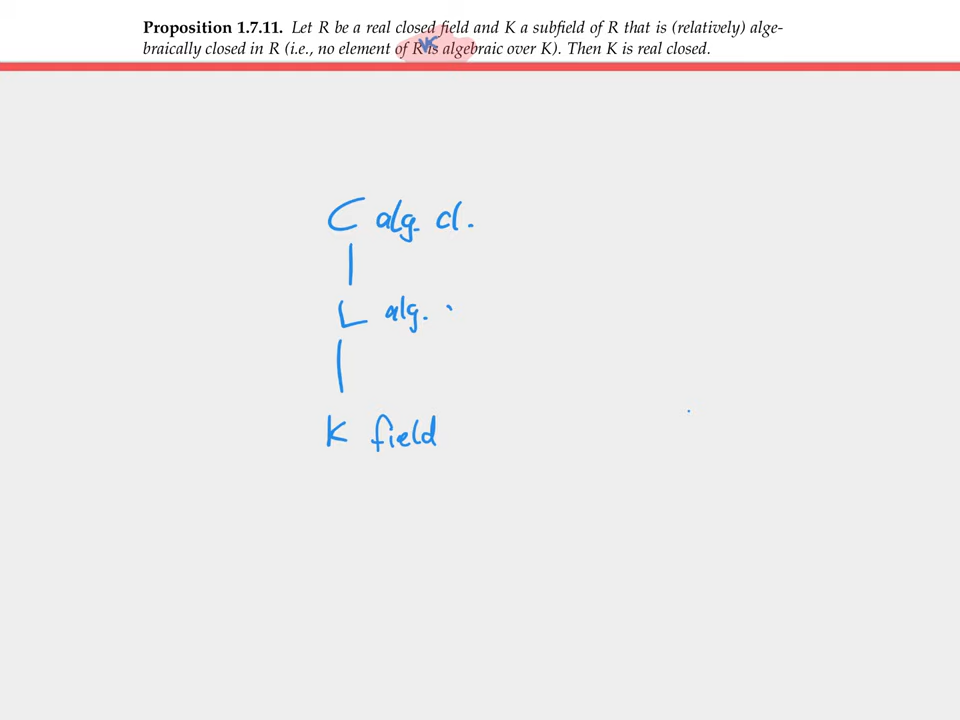 Proposition 1.7.11. Let R be a real closed field and K a subfield of R that is (relatively) alge-
braically closed in R (i.e., no element of R\K is algebraic over K). Then K is real closed.
C alg. cl.
L alg.
K field